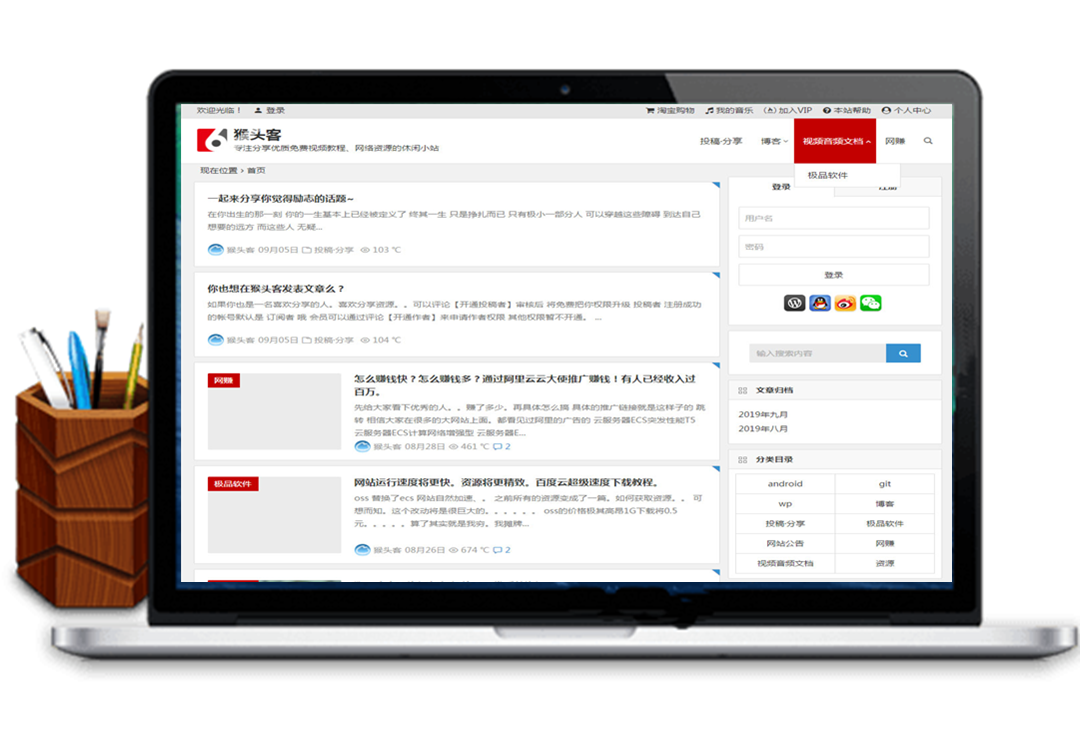 欢迎光临！ 登录 淘宝购物 我的音乐 加入VIP 本站帮助 个人中心
猴头客
专注分享优质免费视频教程、网络资源的休闲小站
投稿-分享 博客 视频音频文档 网赚
极品软件
现在位置 › 首页
一起来分享你觉得励志的话题~
在你出生的那一刻 你的一生基本上已经被定义了 终其一生 只是挣扎而已 只有极小一部分人 可以穿越这些障碍 到达自己
想要的远方 而这些人 无疑...
猴头客 09月05日 投稿-分享 103 ℃
你也想在猴头客发表文章么？
如果你也是一名喜欢分享的人。喜欢分享资源。。可以评论【开通投稿者】审核后 将免费把你权限升级 投稿者 注册成功
的帐号默认是 订阅者 哦 会员可以通过评论【开通作者】来申请作者权限 其他权限暂不开通。 ...
猴头客 09月05日 投稿-分享 104 ℃
网赚
怎么赚钱快？怎么赚钱多？通过阿里云云大使推广赚钱！有人已经收入过
百万。
先给大家看下优秀的人。。赚了多少。再具体怎么搞 具体的推广链接就是这样子的 跳
转 相信大家在很多的大网站上面。都看见过阿里的广告的 云服务器ECS突发性能T5
云服务器ECS计算网络增强型 云服务器E...
猴头客 08月28日 461 ℃ 2
极品软件
网站运行速度将更快。资源将更精致。百度云超级速度下载教程。
oss 替换了ecs 网站自然加速、。 之前所有的资源变成了一篇。如何获取资源。。 可
想而知。这个改动将是很巨大的。。。。。。 oss的价格极其高昂1G下载将0.5
元。。。。。算了其实就是我穷。我摊牌...
猴头客 08月26日 674 ℃ 2
登录 注册
用户名
密码
登录
输入搜索内容
文章归档
2019年九月
2019年八月
分类目录
android git
wp 博客
投稿-分享 极品软件
网站公告 网赚
视频音频文档 资源